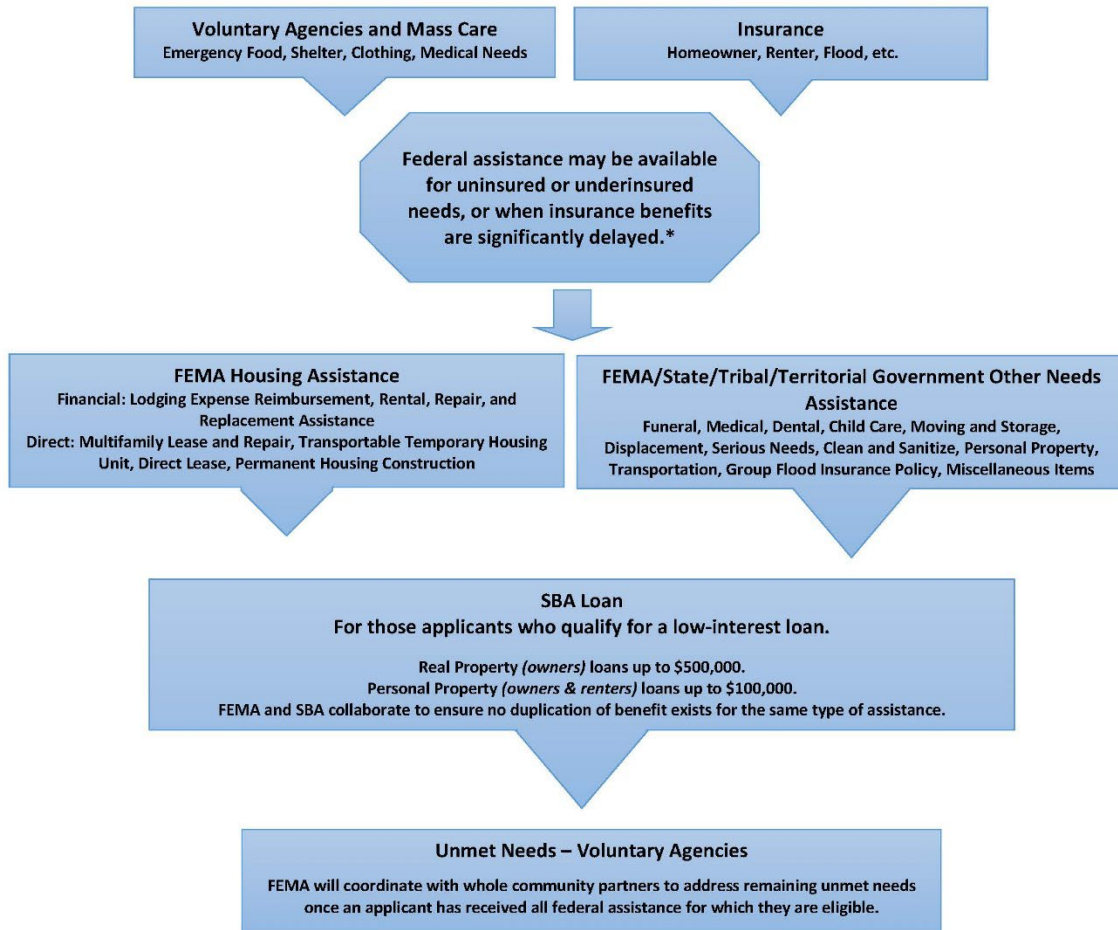 Voluntary Agencies and Mass Care
Emergency Food, Shelter, Clothing, Medical Needs
Insurance
Homeowner, Renter, Flood, etc.
Federal assistance may be available
for uninsured or underinsured
needs, or when insurance benefits
are significantly delayed.*
FEMA Housing Assistance
Financial: Lodging Expense Reimbursement, Rental, Repair, and
Replacement Assistance
Direct: Multifamily Lease and Repair, Transportable Temporary Housing
Unit, Direct Lease, Permanent Housing Construction
FEMA/State/Tribal/Territorial Government Other Needs
Assistance
Funeral, Medical, Dental, Child Care, Moving and Storage,
Displacement, Serious Needs, Clean and Sanitize, Personal Property,
Transportation, Group Flood Insurance Policy, Miscellaneous Items
SBA Loan
For those applicants who qualify for a low-interest loan.
Real Property (owners) loans up to $500,000.
Personal Property (owners & renters) loans up to $100,000.
FEMA and SBA collaborate to ensure no duplication of benefit exists for the same type of assistance.
Unmet Needs – Voluntary Agencies
FEMA will coordinate with whole community partners to address remaining unmet needs
once an applicant has received all federal assistance for which they are eligible.